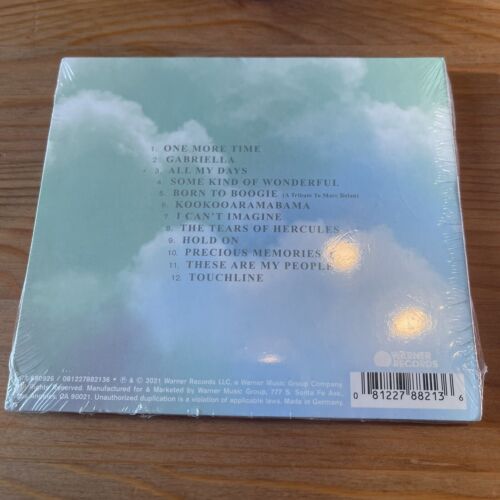 1. ONE MORE TIME
2. GABRIELLA
3. ALL MY DAYS
4. SOME KIND OF WONDERFUL
5. BORN TO BOOGIE (A Tribute To Marc Bolan)
6. KOOKOOARAMABAMA
7. I CAN'T IMAGINE
8. THE TEARS OF HERCULES
9. HOLD ON
10. PRECIOUS MEMORIES
11. THESE ARE MY PEOPLE
12. TOUCHLINE
WARNER
RECORDS
/ 081227882136 • ℗ & © 2021 Warner Records LLC, a Warner Music Group Company.
All Rights Reserved. Manufactured for & Marketed by Warner Music Group, 777 S. Santa Fe Ave.,
Los Angeles, CA 90021. Unauthorized duplication is a violation of applicable laws. Made in Germany.
0 81227 88213 6